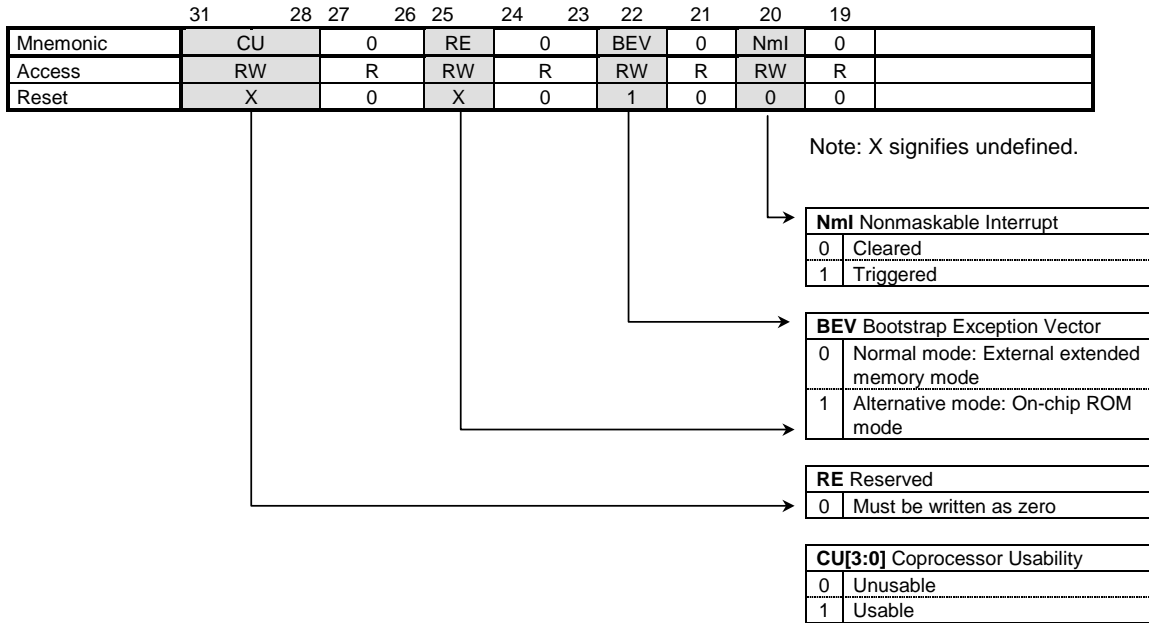 31 28 27 26 25 24 23 22 21 20 19
Mnemonic CU 0 RE 0 BEV 0 NmI 0
Access RW R RW R RW R RW R
Reset X 0 X 0 1 0 0 0
Note: X signifies undefined.
NmI Nonmaskable Interrupt
0 Cleared
1 Triggered
BEV Bootstrap Exception Vector
0 Normal mode: External extended
memory mode
1 Alternative mode: On-chip ROM
mode
RE Reserved
0 Must be written as zero
CU[3:0] Coprocessor Usability
0 Unusable
1 Usable